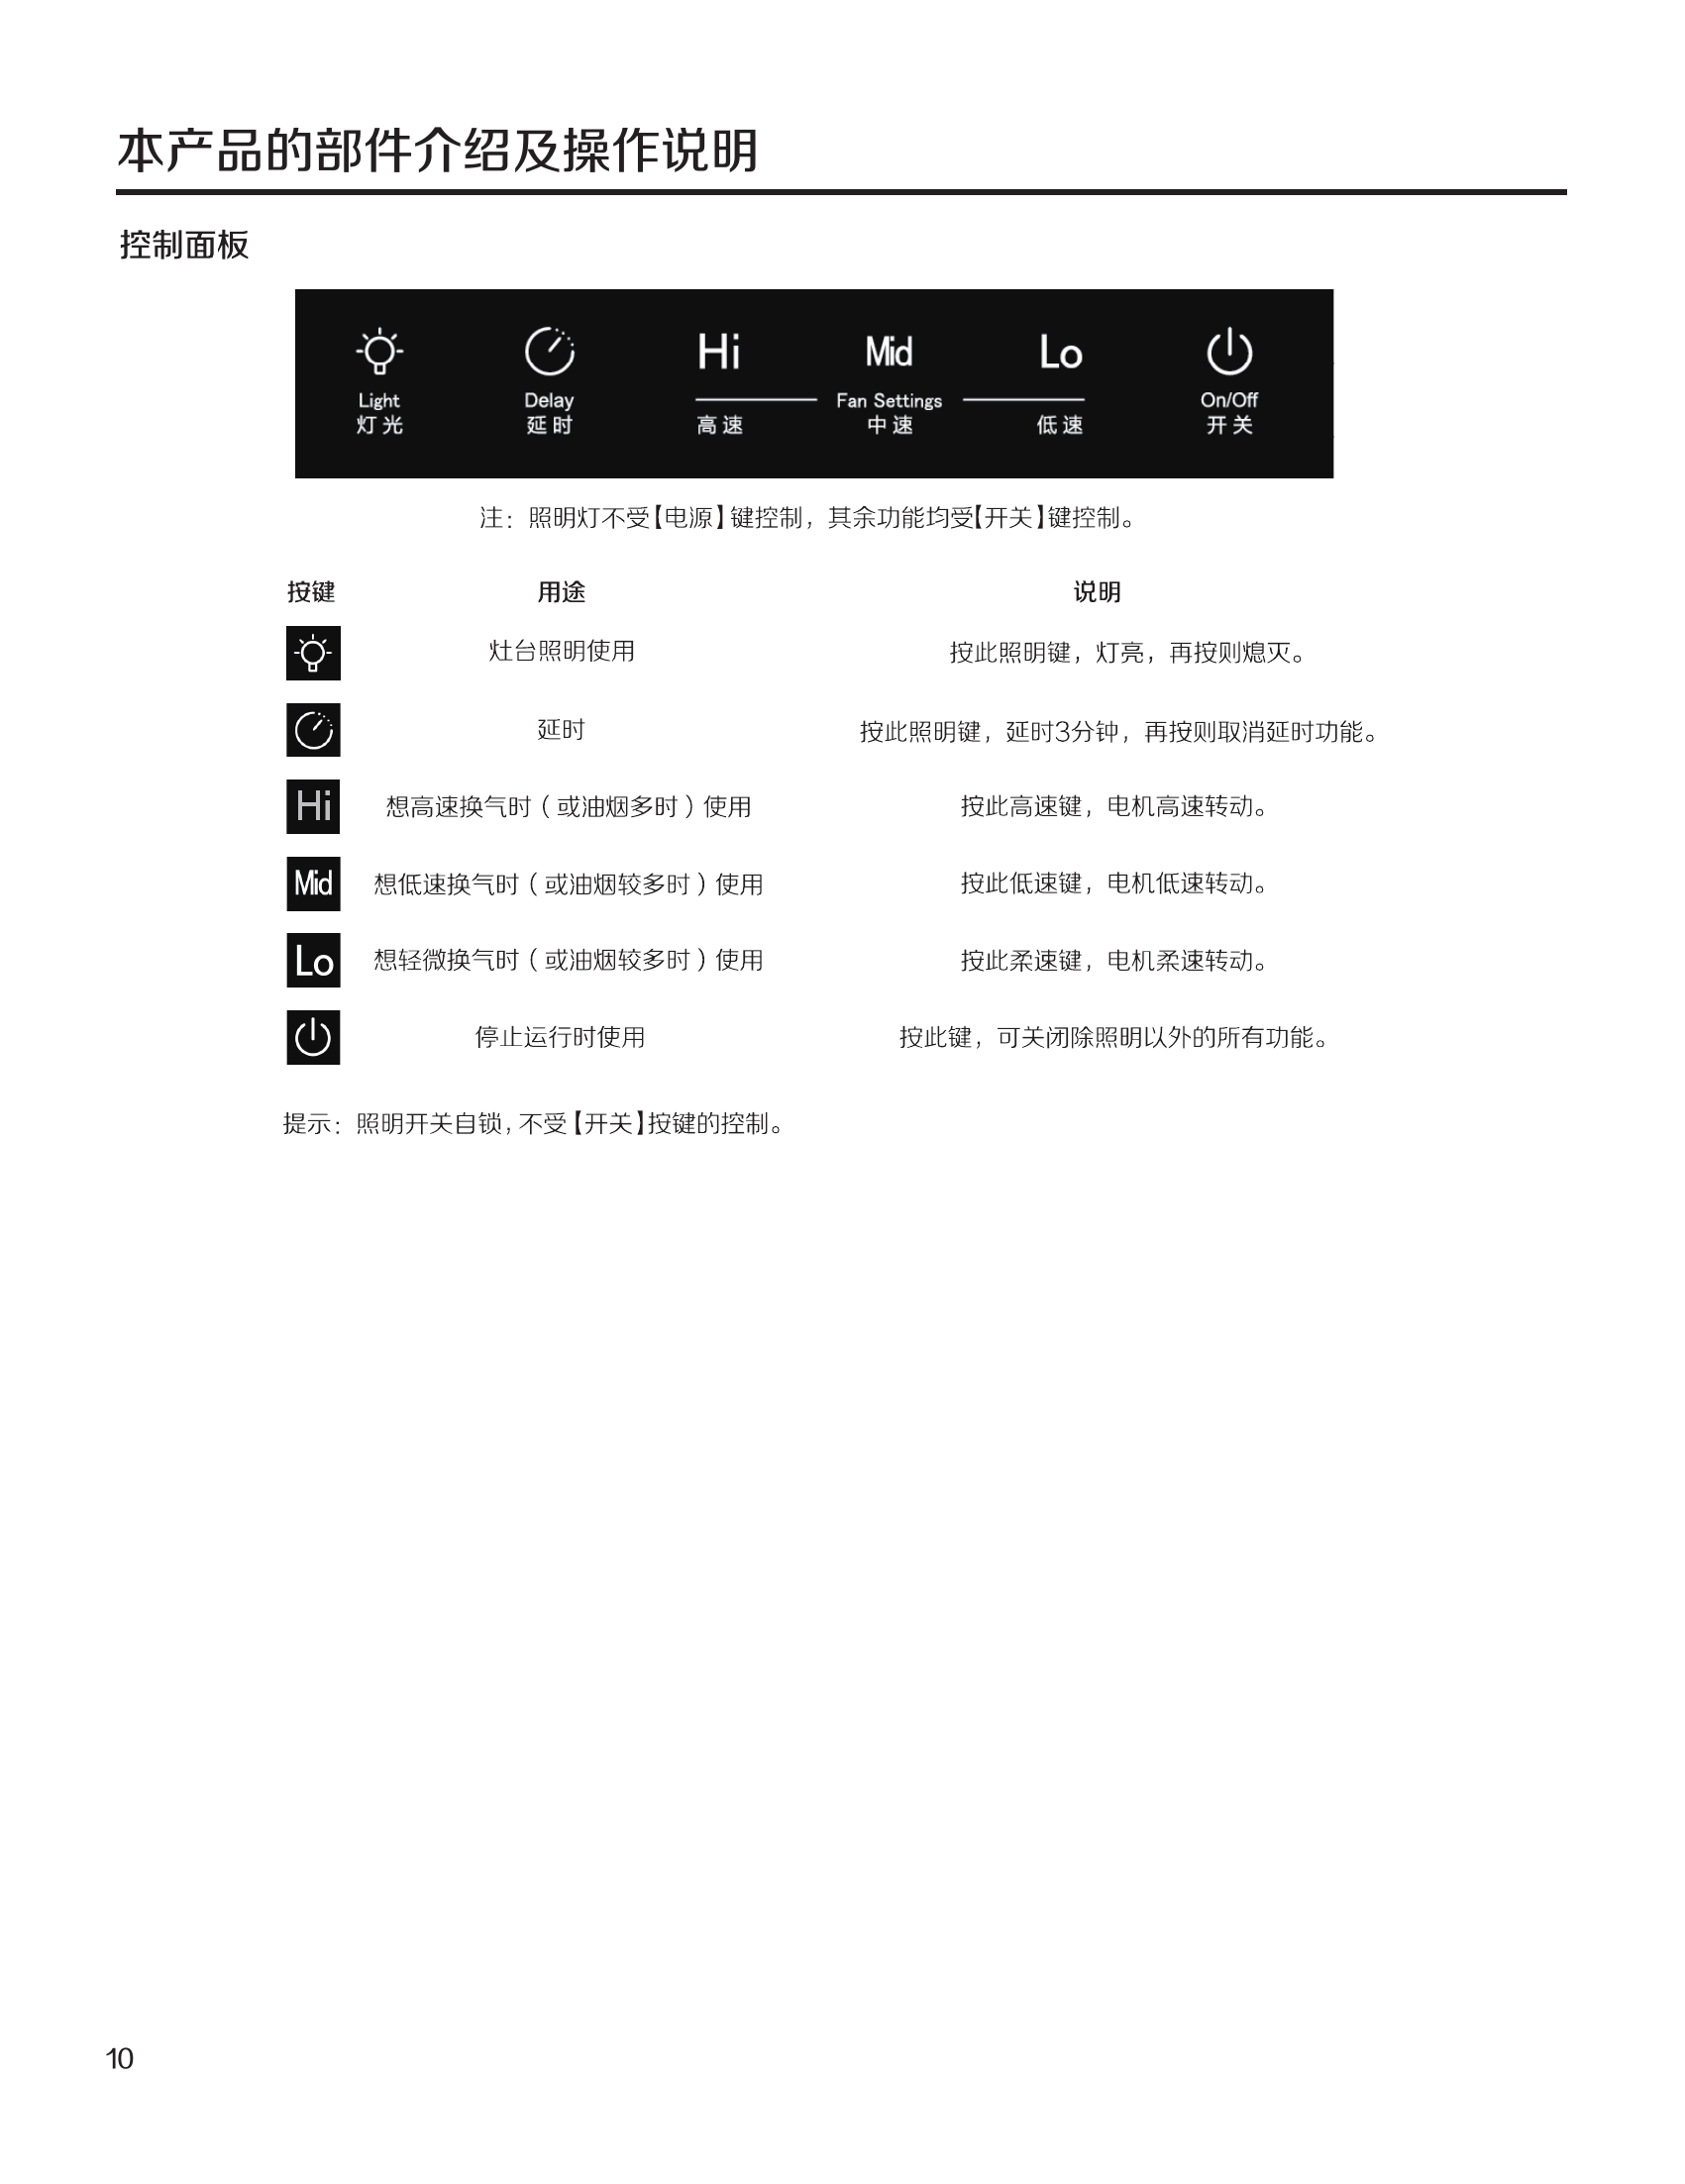 本产品的部件介绍及操作说明
控制面板
Hi Mid Lo
Light Delay Fan Settings On/Off
灯光 延时 高速 中速 低速 开关
注：照明灯不受【电源】键控制，其余功能均受【开关】键控制。
按键 用途 说明
灶台照明使用 按此照明键，灯亮，再按则熄灭。
延时 按此照明键，延时3分钟，再按则取消延时功能。
Hi 想高速换气时（或油烟多时）使用 按此高速键，电机高速转动。
Mid 想低速换气时（或油烟较多时）使用 按此低速键，电机低速转动。
Lo 想轻微换气时（或油烟较多时）使用 按此柔速键，电机柔速转动。
停止运行时使用 按此键，可关闭除照明以外的所有功能。
提示：照明开关自锁，不受【开关】按键的控制。
10